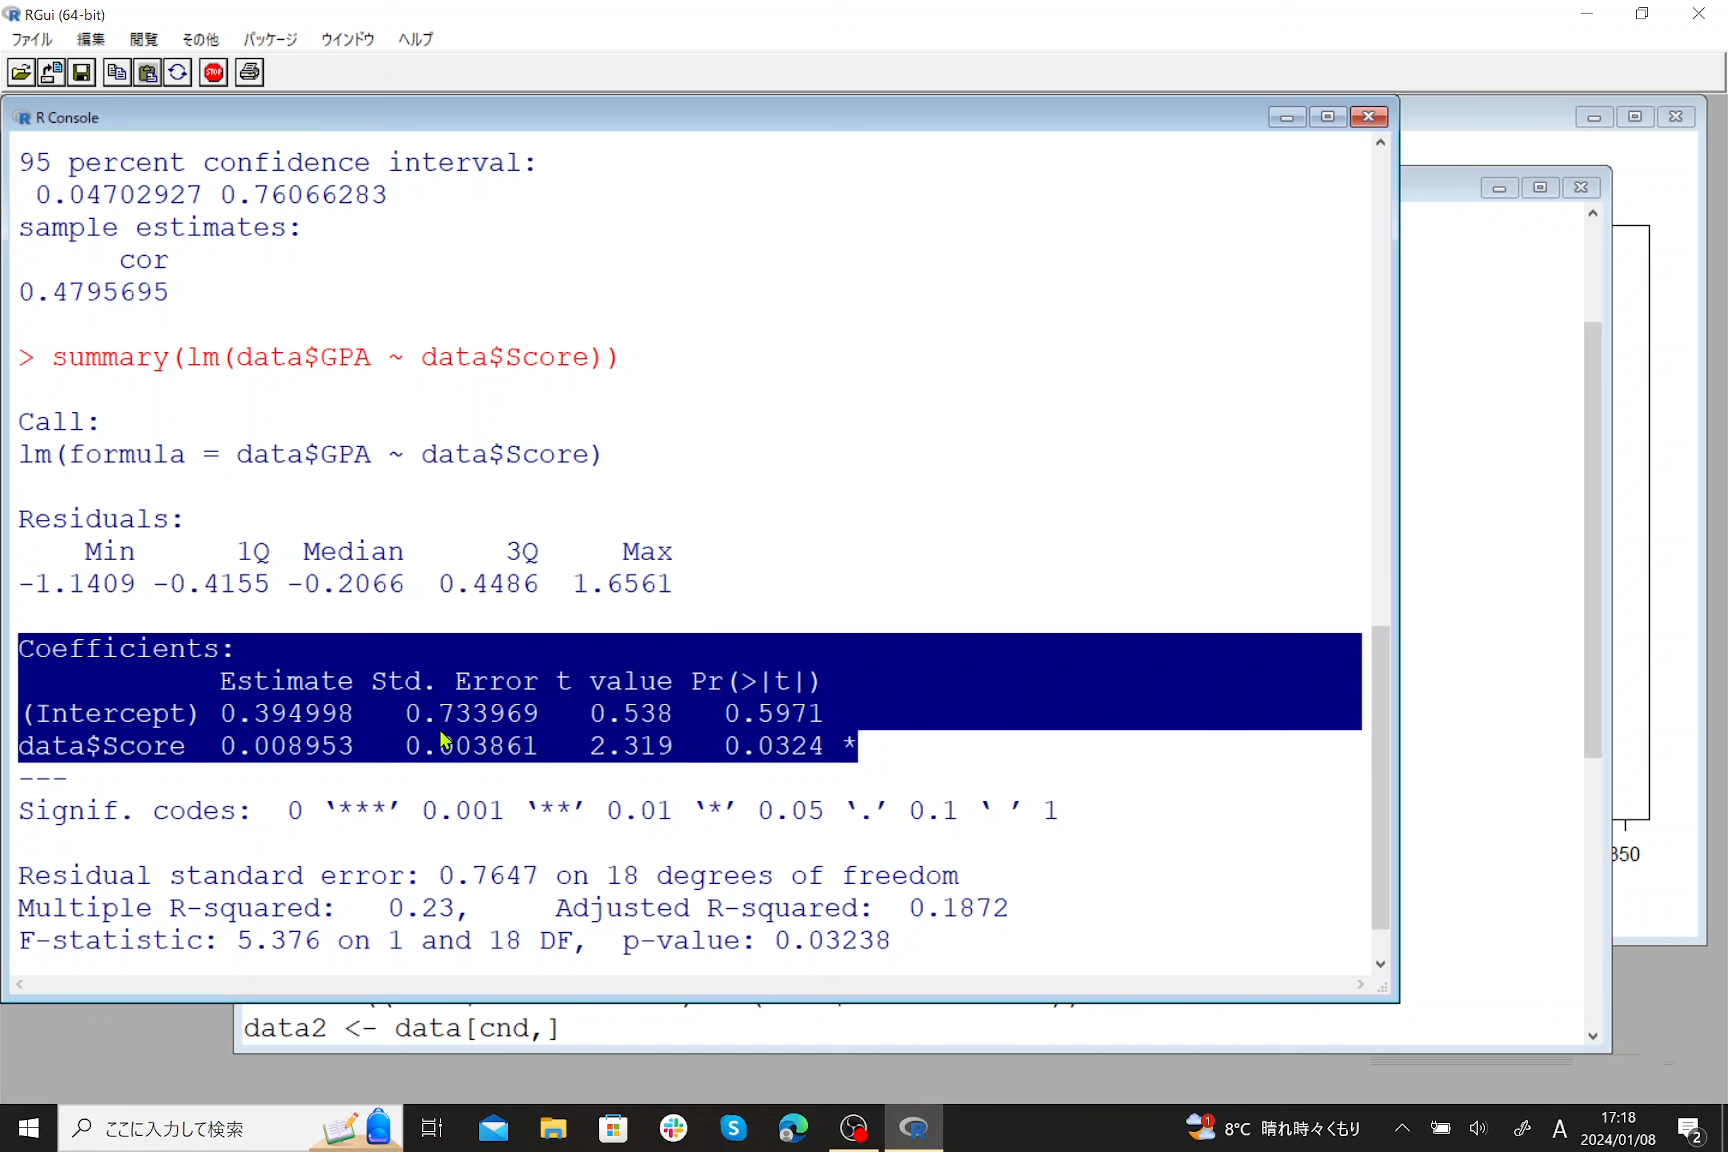 RGui (64-bit)
ファイル 編集 閲覧 その他 パッケージ ウインドウ ヘルプ
STOP
R Console
95 percent confidence interval:
0.04702927 0.76066283
sample estimates:
cor
0.4795695
> summary(lm(data$GPA ~ data$Score))
Call:
lm(formula = data$GPA ~ data$Score)
Residuals:
Min 1Q Median 3Q Max
-1.1409 -0.4155 -0.2066 0.4486 1.6561
Coefficients:
Estimate Std. Error t value Pr(>|t|)
(Intercept) 0.394998 0.733969 0.538 0.5971
data$Score 0.008953 0.003861 2.319 0.0324 *
---
Signif. codes: 0 ‘***’ 0.001 ‘**’ 0.01 ‘*’ 0.05 ‘.’ 0.1 ‘ ’ 1
Residual standard error: 0.7647 on 18 degrees of freedom
Multiple R-squared: 0.23, Adjusted R-squared: 0.1872
F-statistic: 5.376 on 1 and 18 DF, p-value: 0.03238
350
data2 <- data[cnd,]
ここに入力して検索
1
8°C 晴れ時々くもり
A
17:18
2024/01/08
2